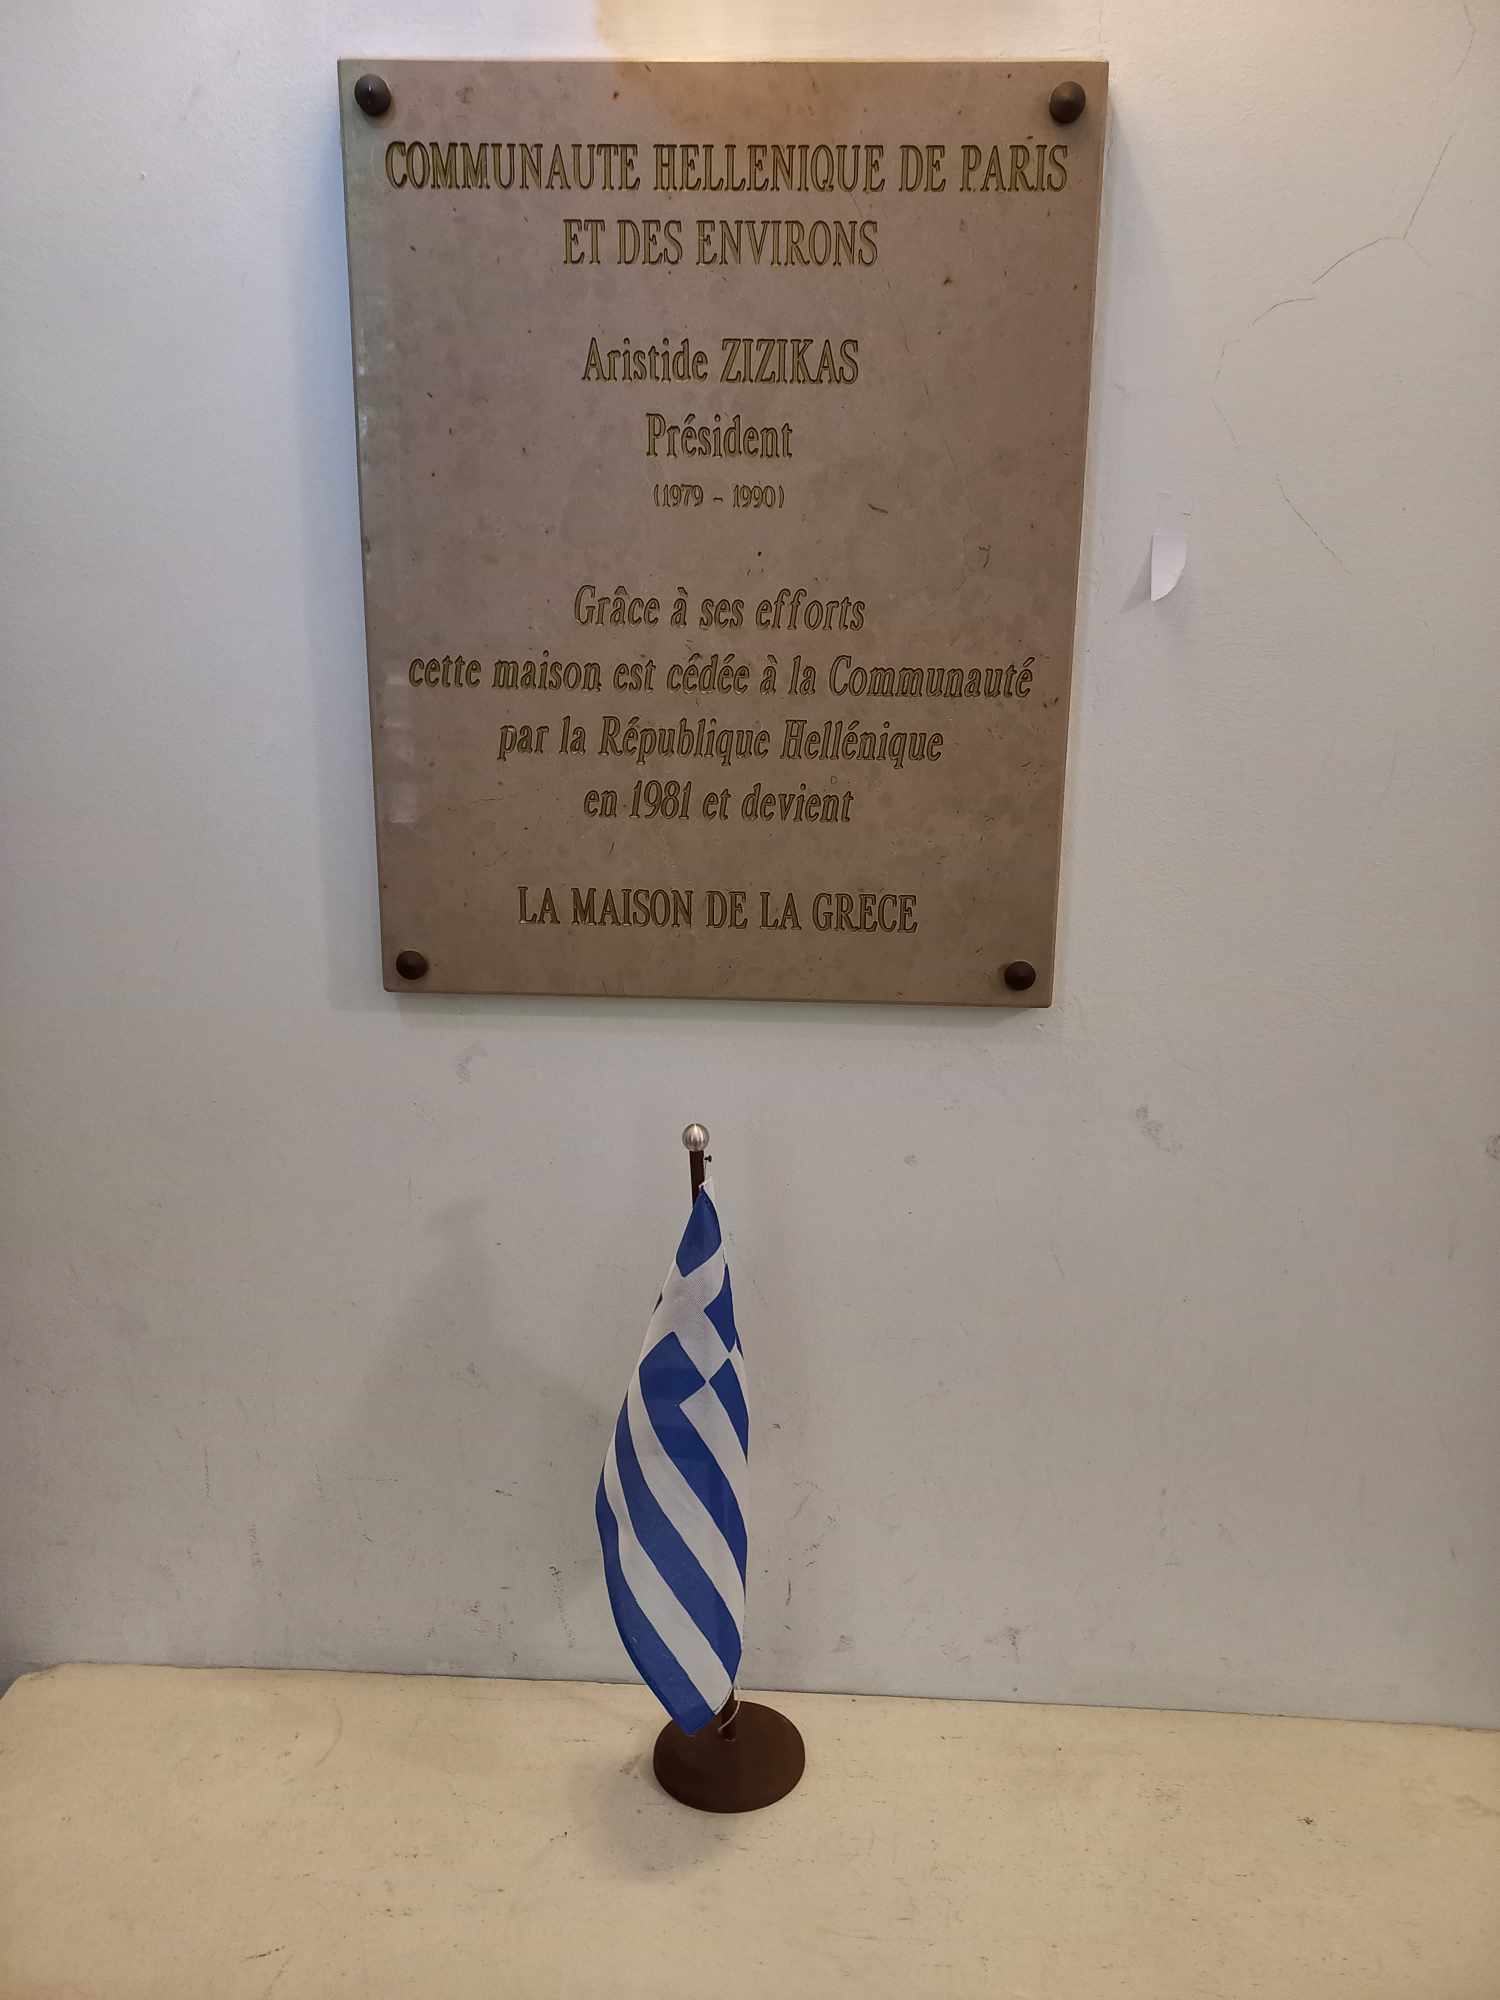 COMMUNAUTE HELLENIQUE DE PARIS
ET DES ENVIRONS
Aristide ZIZIKAS
Président
(1979 - 1990)
Grâce à ses efforts
cette maison est cédée à la Communauté
par la République Hellénique
en 1981 et devient
LA MAISON DE LA GRECE